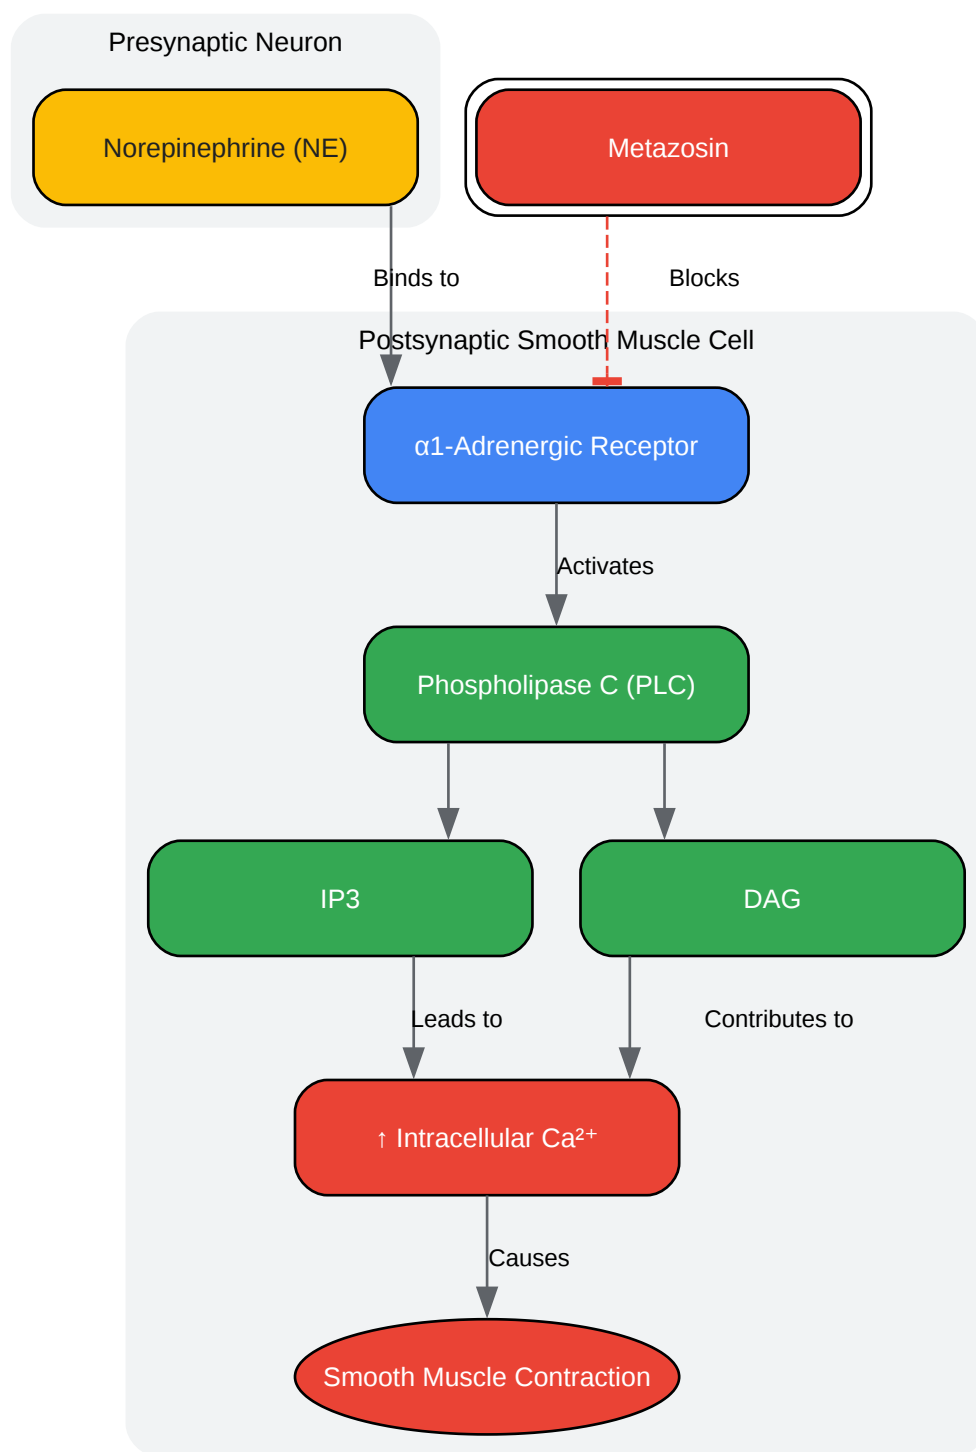 Presynaptic Neuron
Norepinephrine (NE)
Metazosin
Binds to
Blocks
Postsynaptic Smooth Muscle Cell
α1-Adrenergic Receptor
Activates
Phospholipase C (PLC)
IP3
DAG
Leads to
Contributes to
↑ Intracellular Ca²⁺
Causes
Smooth Muscle Contraction